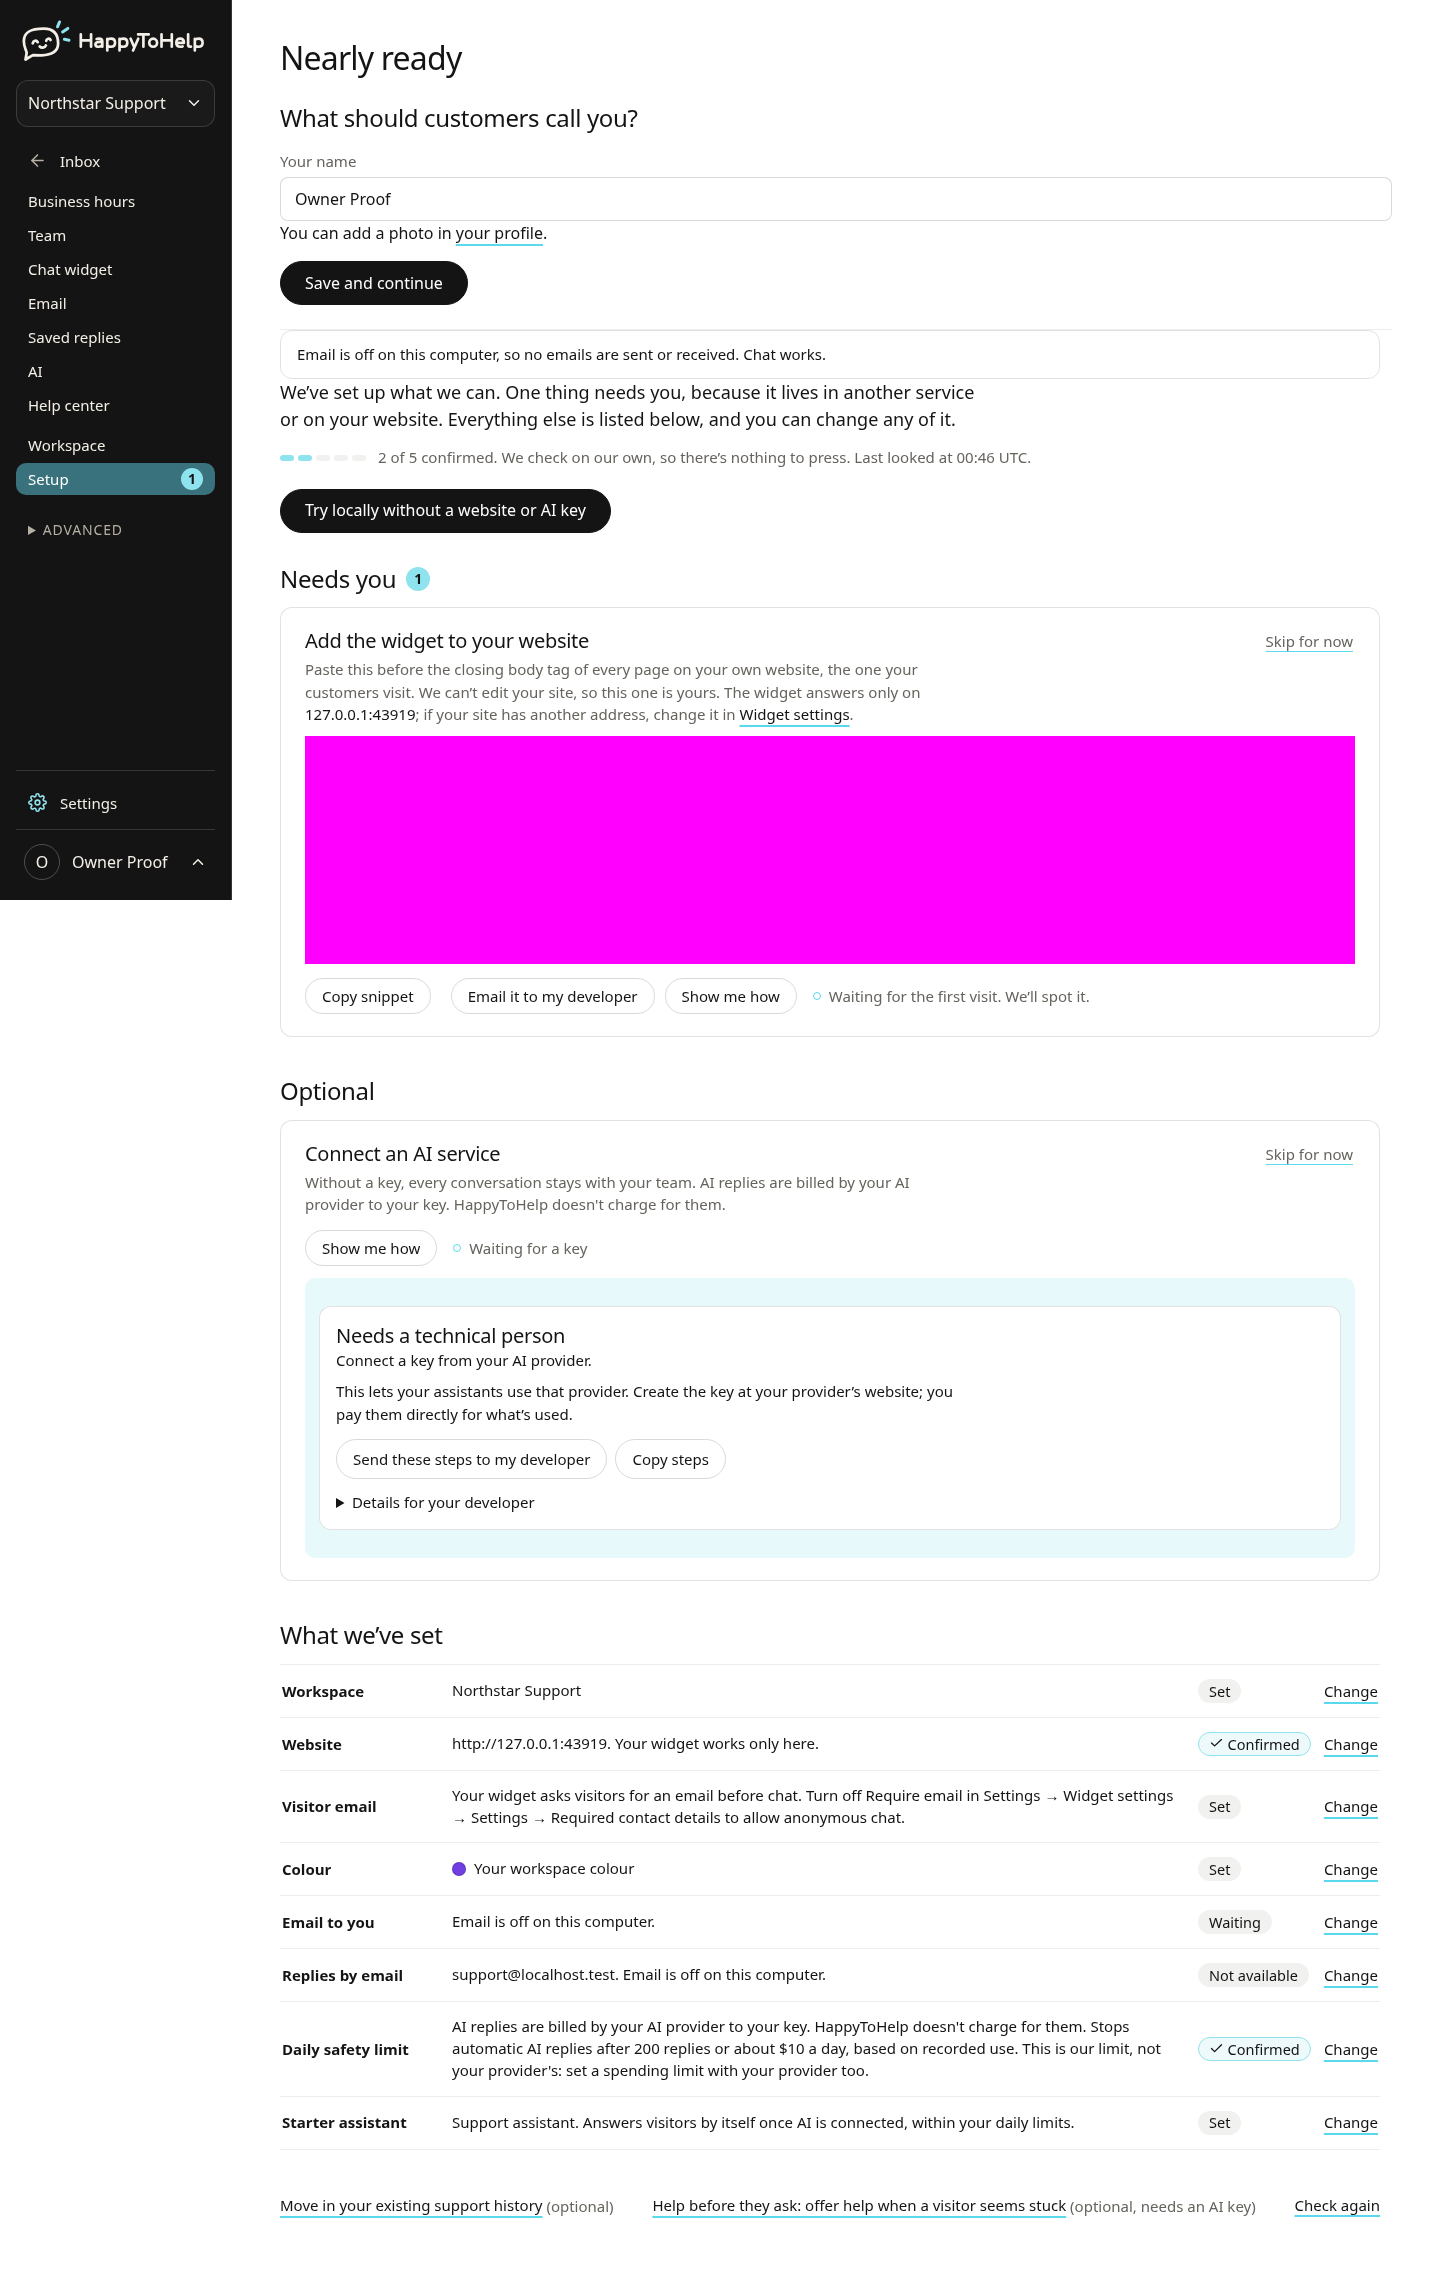 HappyToHelp
Northstar Support
Inbox
Business hours
Team
Chat widget
Email
Saved replies
AI
Help center
Workspace
Setup 1
ADVANCED
Settings
O Owner Proof
Nearly ready
What should customers call you?
Your name
Owner Proof
You can add a photo in your profile.
Save and continue
Email is off on this computer, so no emails are sent or received. Chat works.
We’ve set up what we can. One thing needs you, because it lives in another service
or on your website. Everything else is listed below, and you can change any of it.
2 of 5 confirmed. We check on our own, so there’s nothing to press. Last looked at 00:46 UTC.
Try locally without a website or AI key
Needs you 1
Add the widget to your website
Skip for now
Paste this before the closing body tag of every page on your own website, the one your
customers visit. We can’t edit your site, so this one is yours. The widget answers only on
127.0.0.1:43919; if your site has another address, change it in Widget settings.
Copy snippet
Email it to my developer
Show me how
Waiting for the first visit. We’ll spot it.
Optional
Connect an AI service
Skip for now
Without a key, every conversation stays with your team. AI replies are billed by your AI
provider to your key. HappyToHelp doesn't charge for them.
Show me how
Waiting for a key
Needs a technical person
Connect a key from your AI provider.
This lets your assistants use that provider. Create the key at your provider’s website; you
pay them directly for what’s used.
Send these steps to my developer
Copy steps
Details for your developer
What we’ve set
Workspace
Northstar Support
Set
Change
Website
http://127.0.0.1:43919. Your widget works only here.
Confirmed
Change
Visitor email
Your widget asks visitors for an email before chat. Turn off Require email in Settings → Widget settings
→ Settings → Required contact details to allow anonymous chat.
Set
Change
Colour
Your workspace colour
Set
Change
Email to you
Email is off on this computer.
Waiting
Change
Replies by email
support@localhost.test. Email is off on this computer.
Not available
Change
Daily safety limit
AI replies are billed by your AI provider to your key. HappyToHelp doesn't charge for them. Stops
automatic AI replies after 200 replies or about $10 a day, based on recorded use. This is our limit, not
your provider's: set a spending limit with your provider too.
Confirmed
Change
Starter assistant
Support assistant. Answers visitors by itself once AI is connected, within your daily limits.
Set
Change
Move in your existing support history (optional)
Help before they ask: offer help when a visitor seems stuck (optional, needs an AI key)
Check again